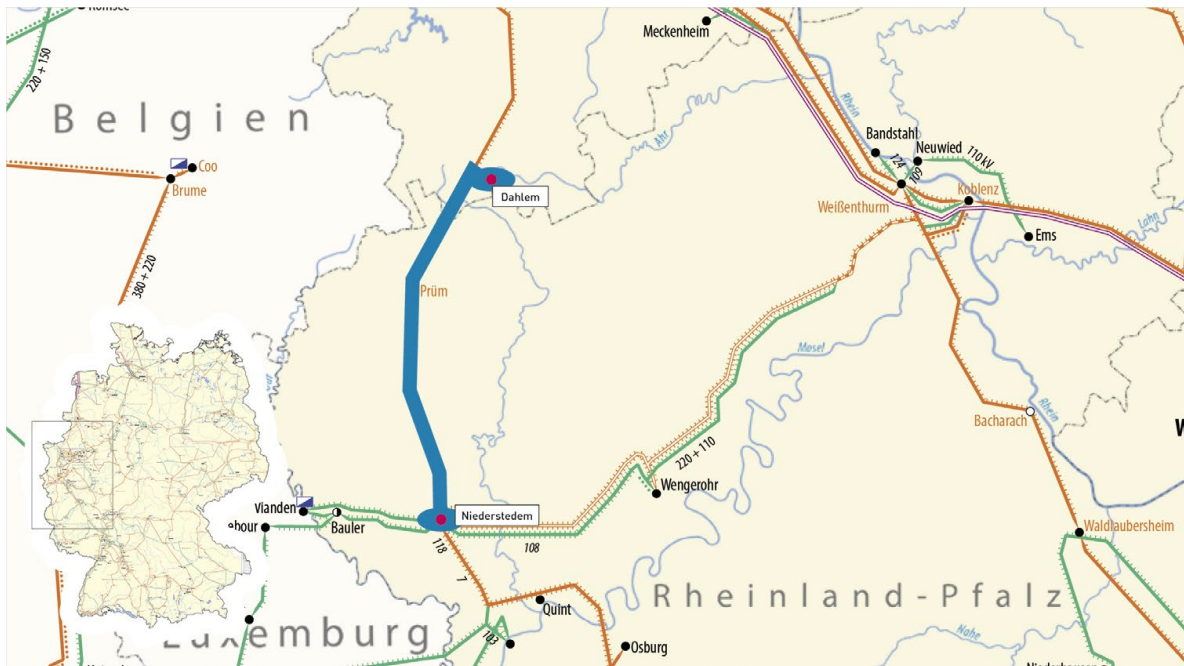 220 + 150
Belgien
Coo
Brume
380 + 220
Meckenheim
Rhein
Ahr
Bandstahl
Neuwied
110 kV
124
109
Koblenz
Weißenthurm
Ems
Lahn
Dahlem
Prüm
Mosel
Bacharach
Rhein
W
220 + 110
Wengerohr
Vianden
Bauler
Niederstedem
118
108
7
Waldlaubersheim
Rheinland-Pfalz
Quint
Osburg
103
Nahe
Luxemburg